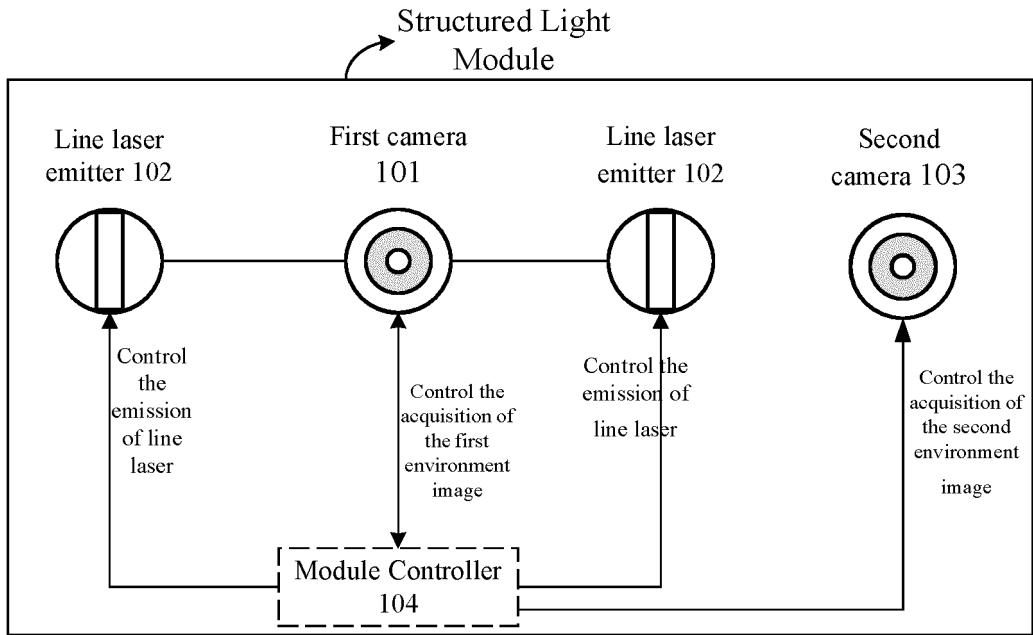 Structured Light
Module
Line laser
emitter 102
First camera
101
Line laser
emitter 102
Second
camera 103
Control
the
emission
of line
laser
Control the
acquisition of
the first
environment
image
Control the
emission of
line laser
Control the
acquisition of
the second
environment
image
Module Controller
104